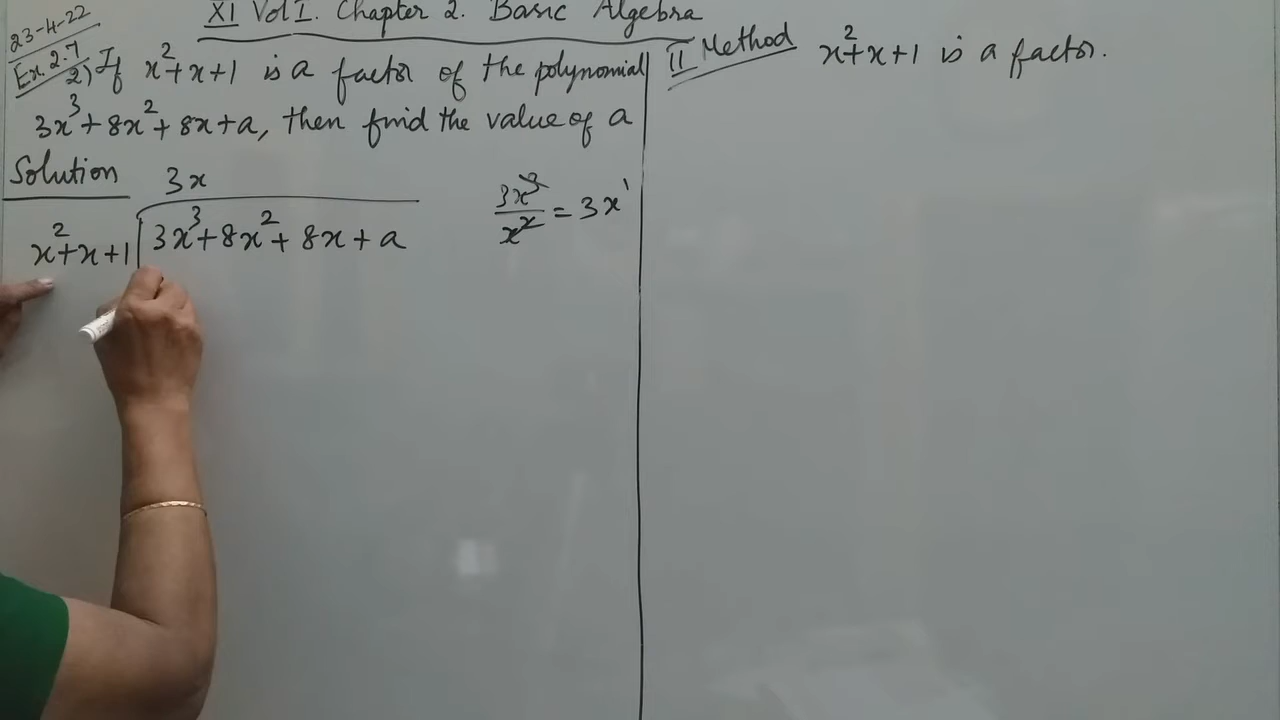 XI Vol I. Chapter 2. Basic Algebra
23-4-22
Ex 2.7
2) If x²+x+1 is a factor of the polynomial
3x³+8x²+8x+a, then find the value of a
Solution
3x
x²+x+1 3x³+8x²+8x+a
3x³/x² = 3x¹
II Method x²+x+1 is a factor.